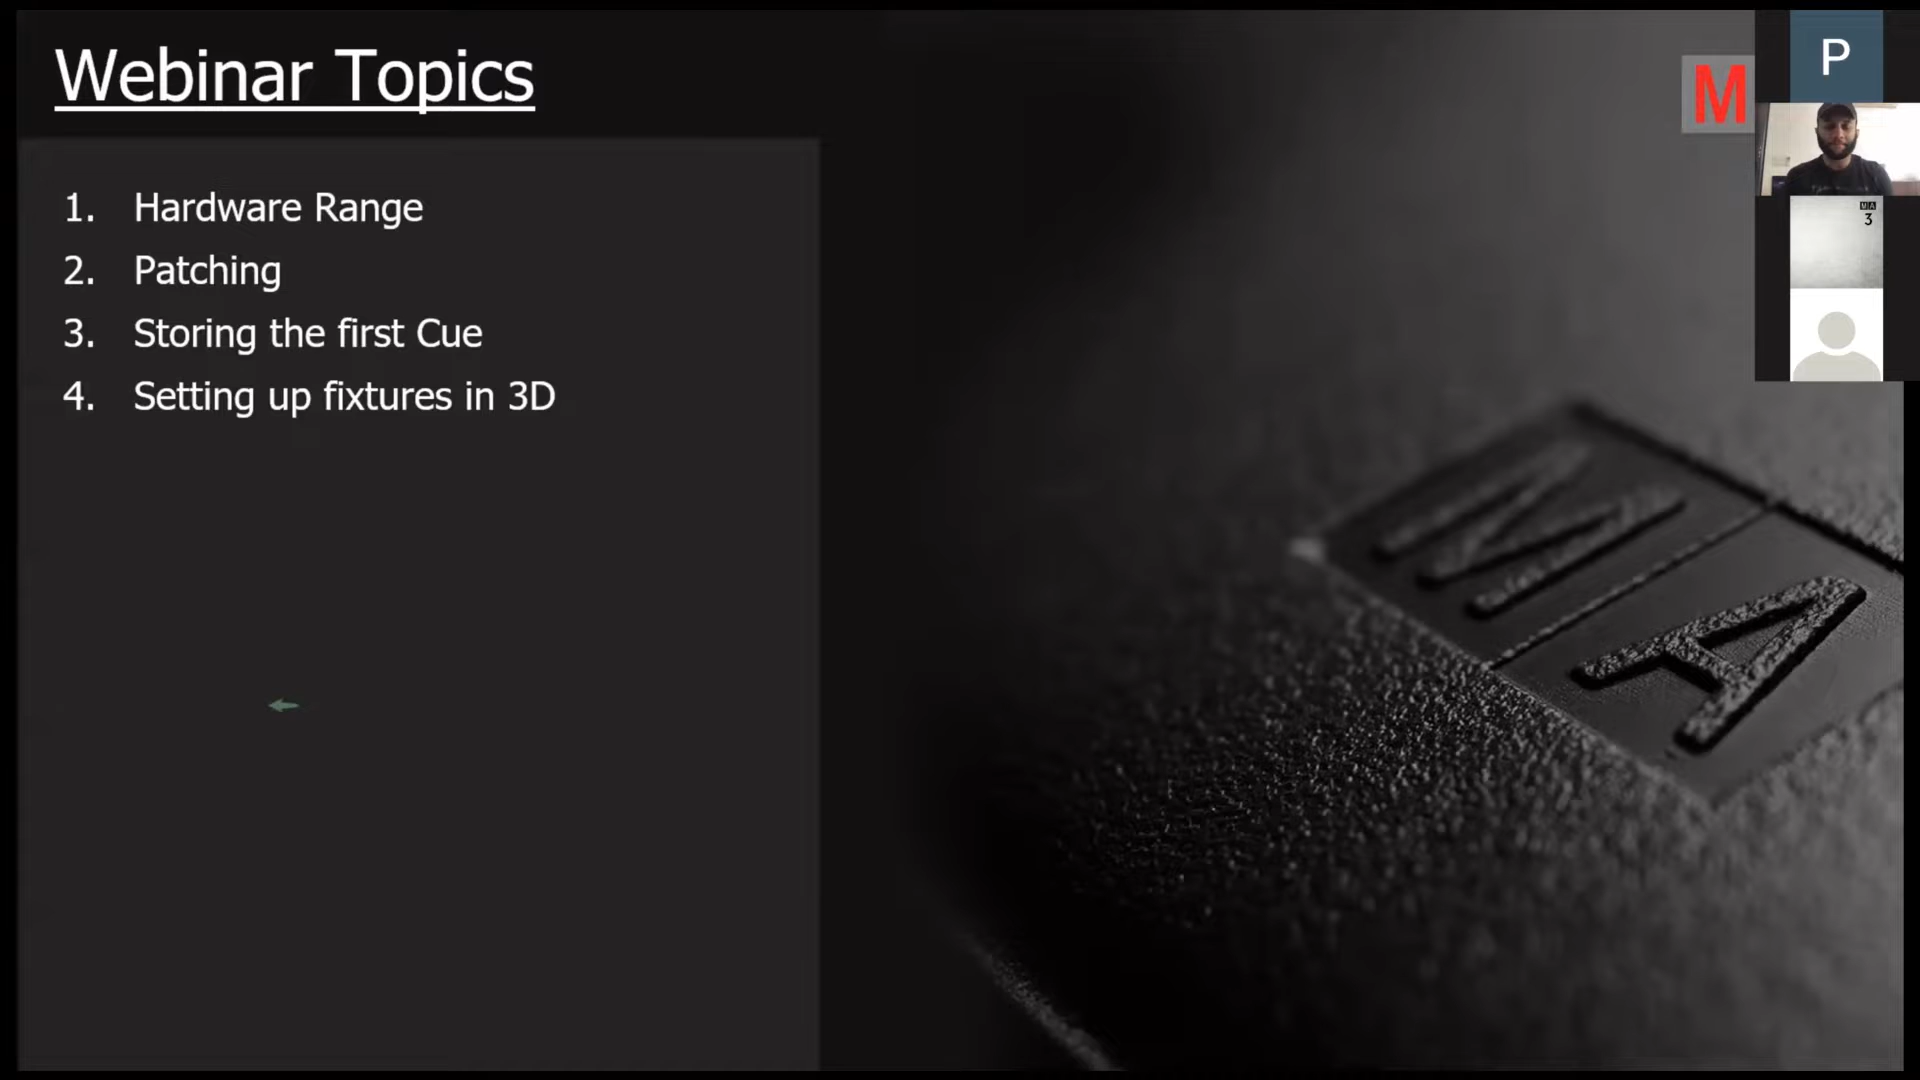 Webinar Topics
1. Hardware Range
2. Patching
3. Storing the first Cue
4. Setting up fixtures in 3D
M
P
MA
3
MA